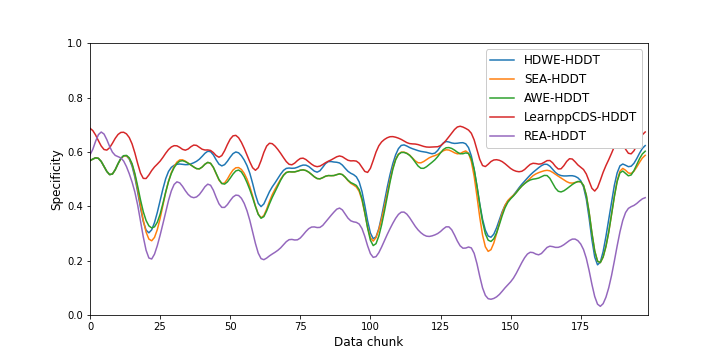 1.0
0.8
0.6
0.4
0.2
0.0
Specificity
0 25 50 75 100 125 150 175
Data chunk
HDWE-HDDT
SEA-HDDT
AWE-HDDT
LearnppCDS-HDDT
REA-HDDT